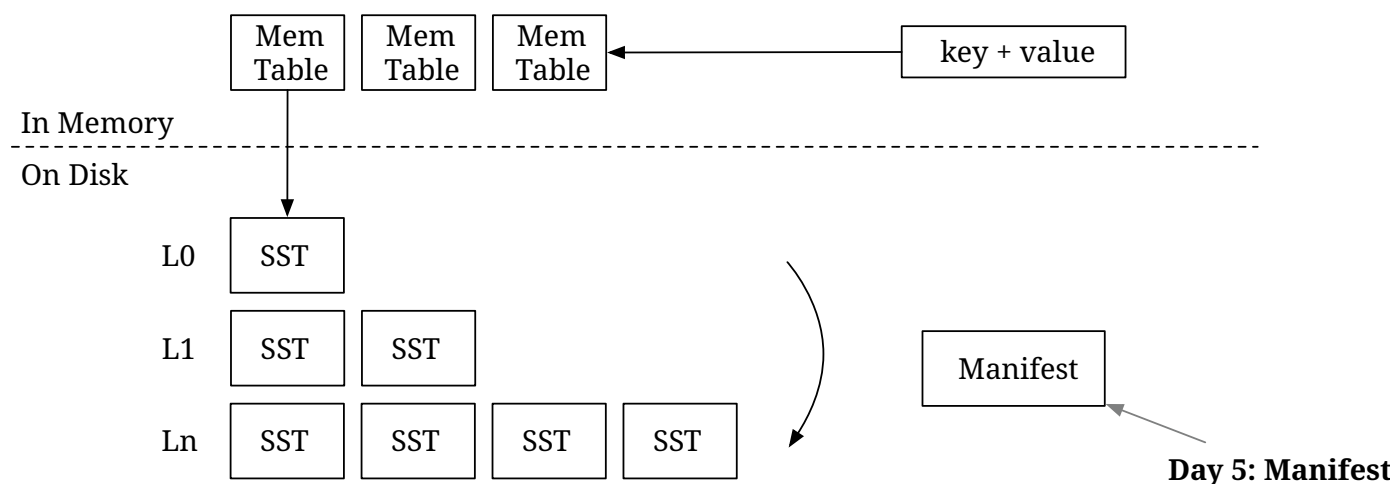 Mem
Table
Mem
Table
Mem
Table
key + value
In Memory
On Disk
L0
SST
L1
SST
SST
Manifest
Ln
SST
SST
SST
SST
Day 5: Manifest